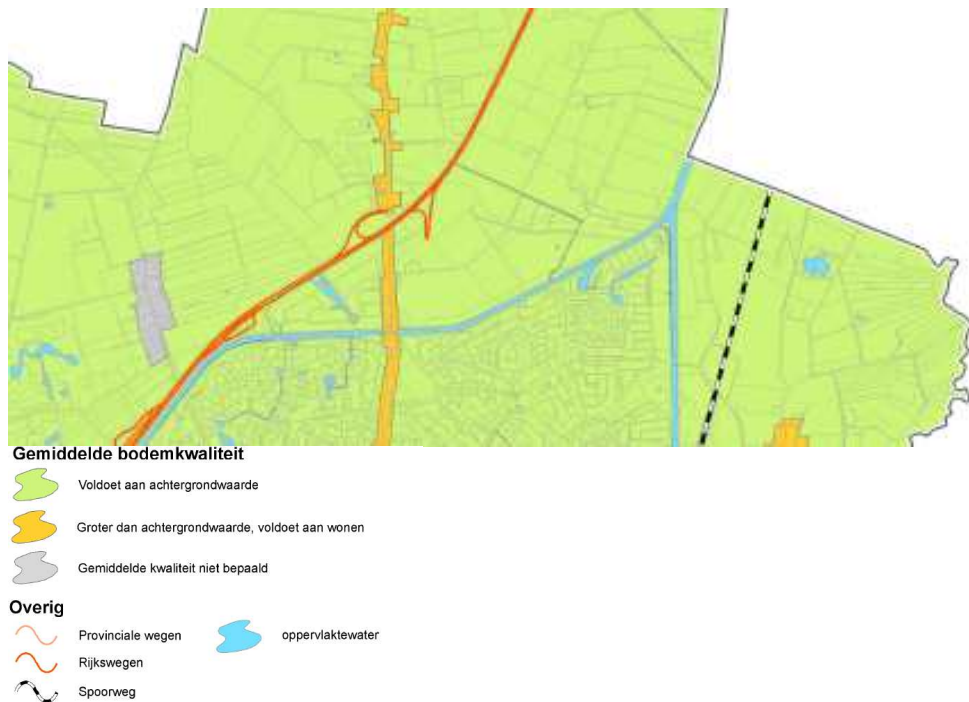 Gemiddelde bodemkwaliteit
Voldoet aan achtergrondwaarde
Groter dan achtergrondwaarde, voldoet aan wonen
Gemiddelde kwaliteit niet bepaald
Overig
Provinciale wegen
oppervlaktewater
Rijkswegen
Spoorweg